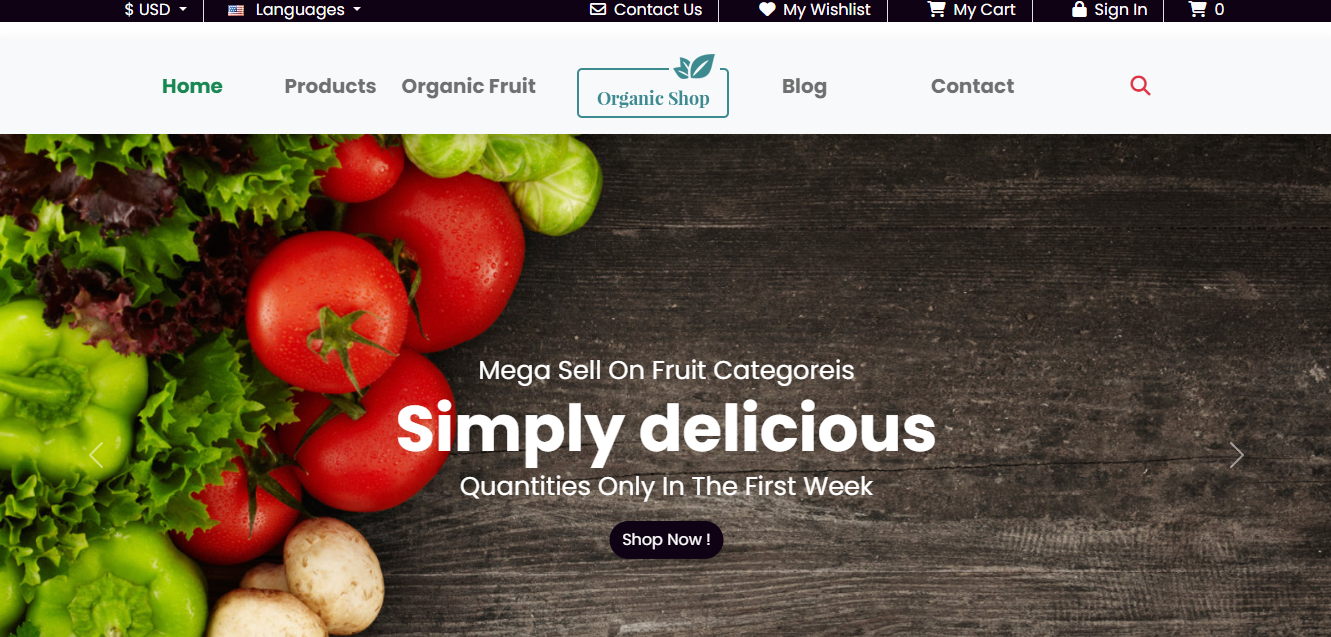 $ USD Languages Contact Us My Wishlist My Cart Sign In 0
Home Products Organic Fruit Organic Shop Blog Contact
Mega Sell On Fruit Categoreis
Simply delicious
Quantities Only In The First Week
Shop Now !